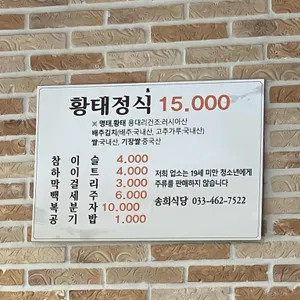 황태정식 15.000
※ 명태,황태 용대리건조:러시아산
배추김치(배추:국내산, 고추가루:국내산)
쌀:국내산, 기장쌀:중국산
참이슬 4,000
하이트 4,000
막걸리 3,000
백세주 6,000
복분자 10,000
공기밥 1,000
저희 업소는 19세 미만 청소년에게
주류를 판매하지 않습니다
송희식당 033-462-7522